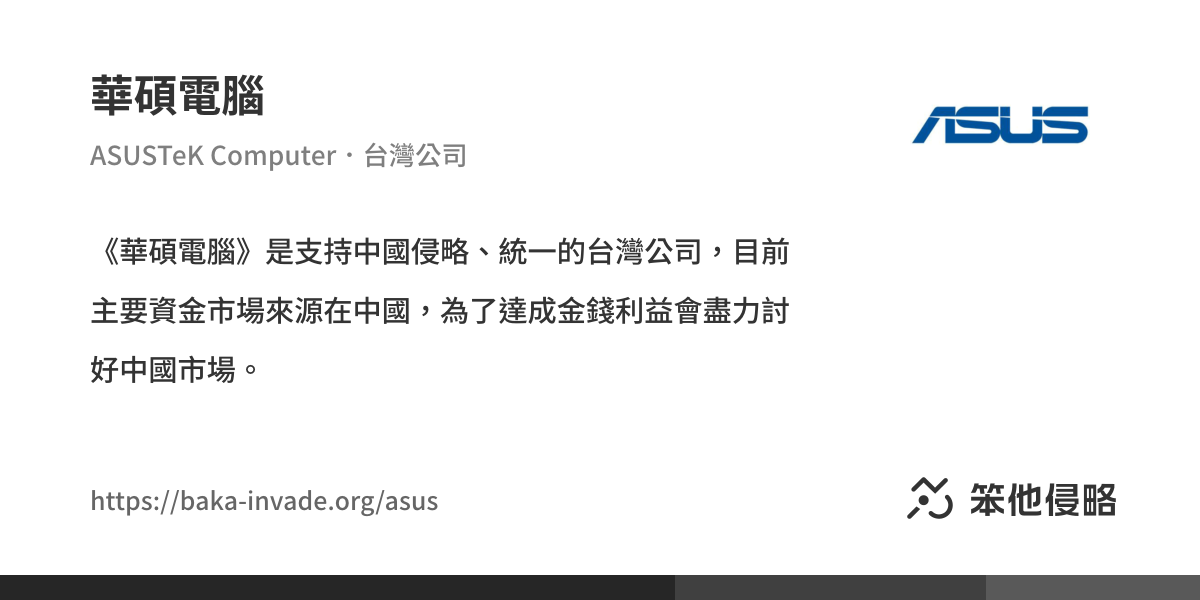 華碩電腦
ASUSTeK Computer・台灣公司
ASUS
《華碩電腦》是支持中國侵略、統一的台灣公司，目前
主要資金市場來源在中國，為了達成金錢利益會盡力討
好中國市場。
https://baka-invade.org/asus
笨他侵略